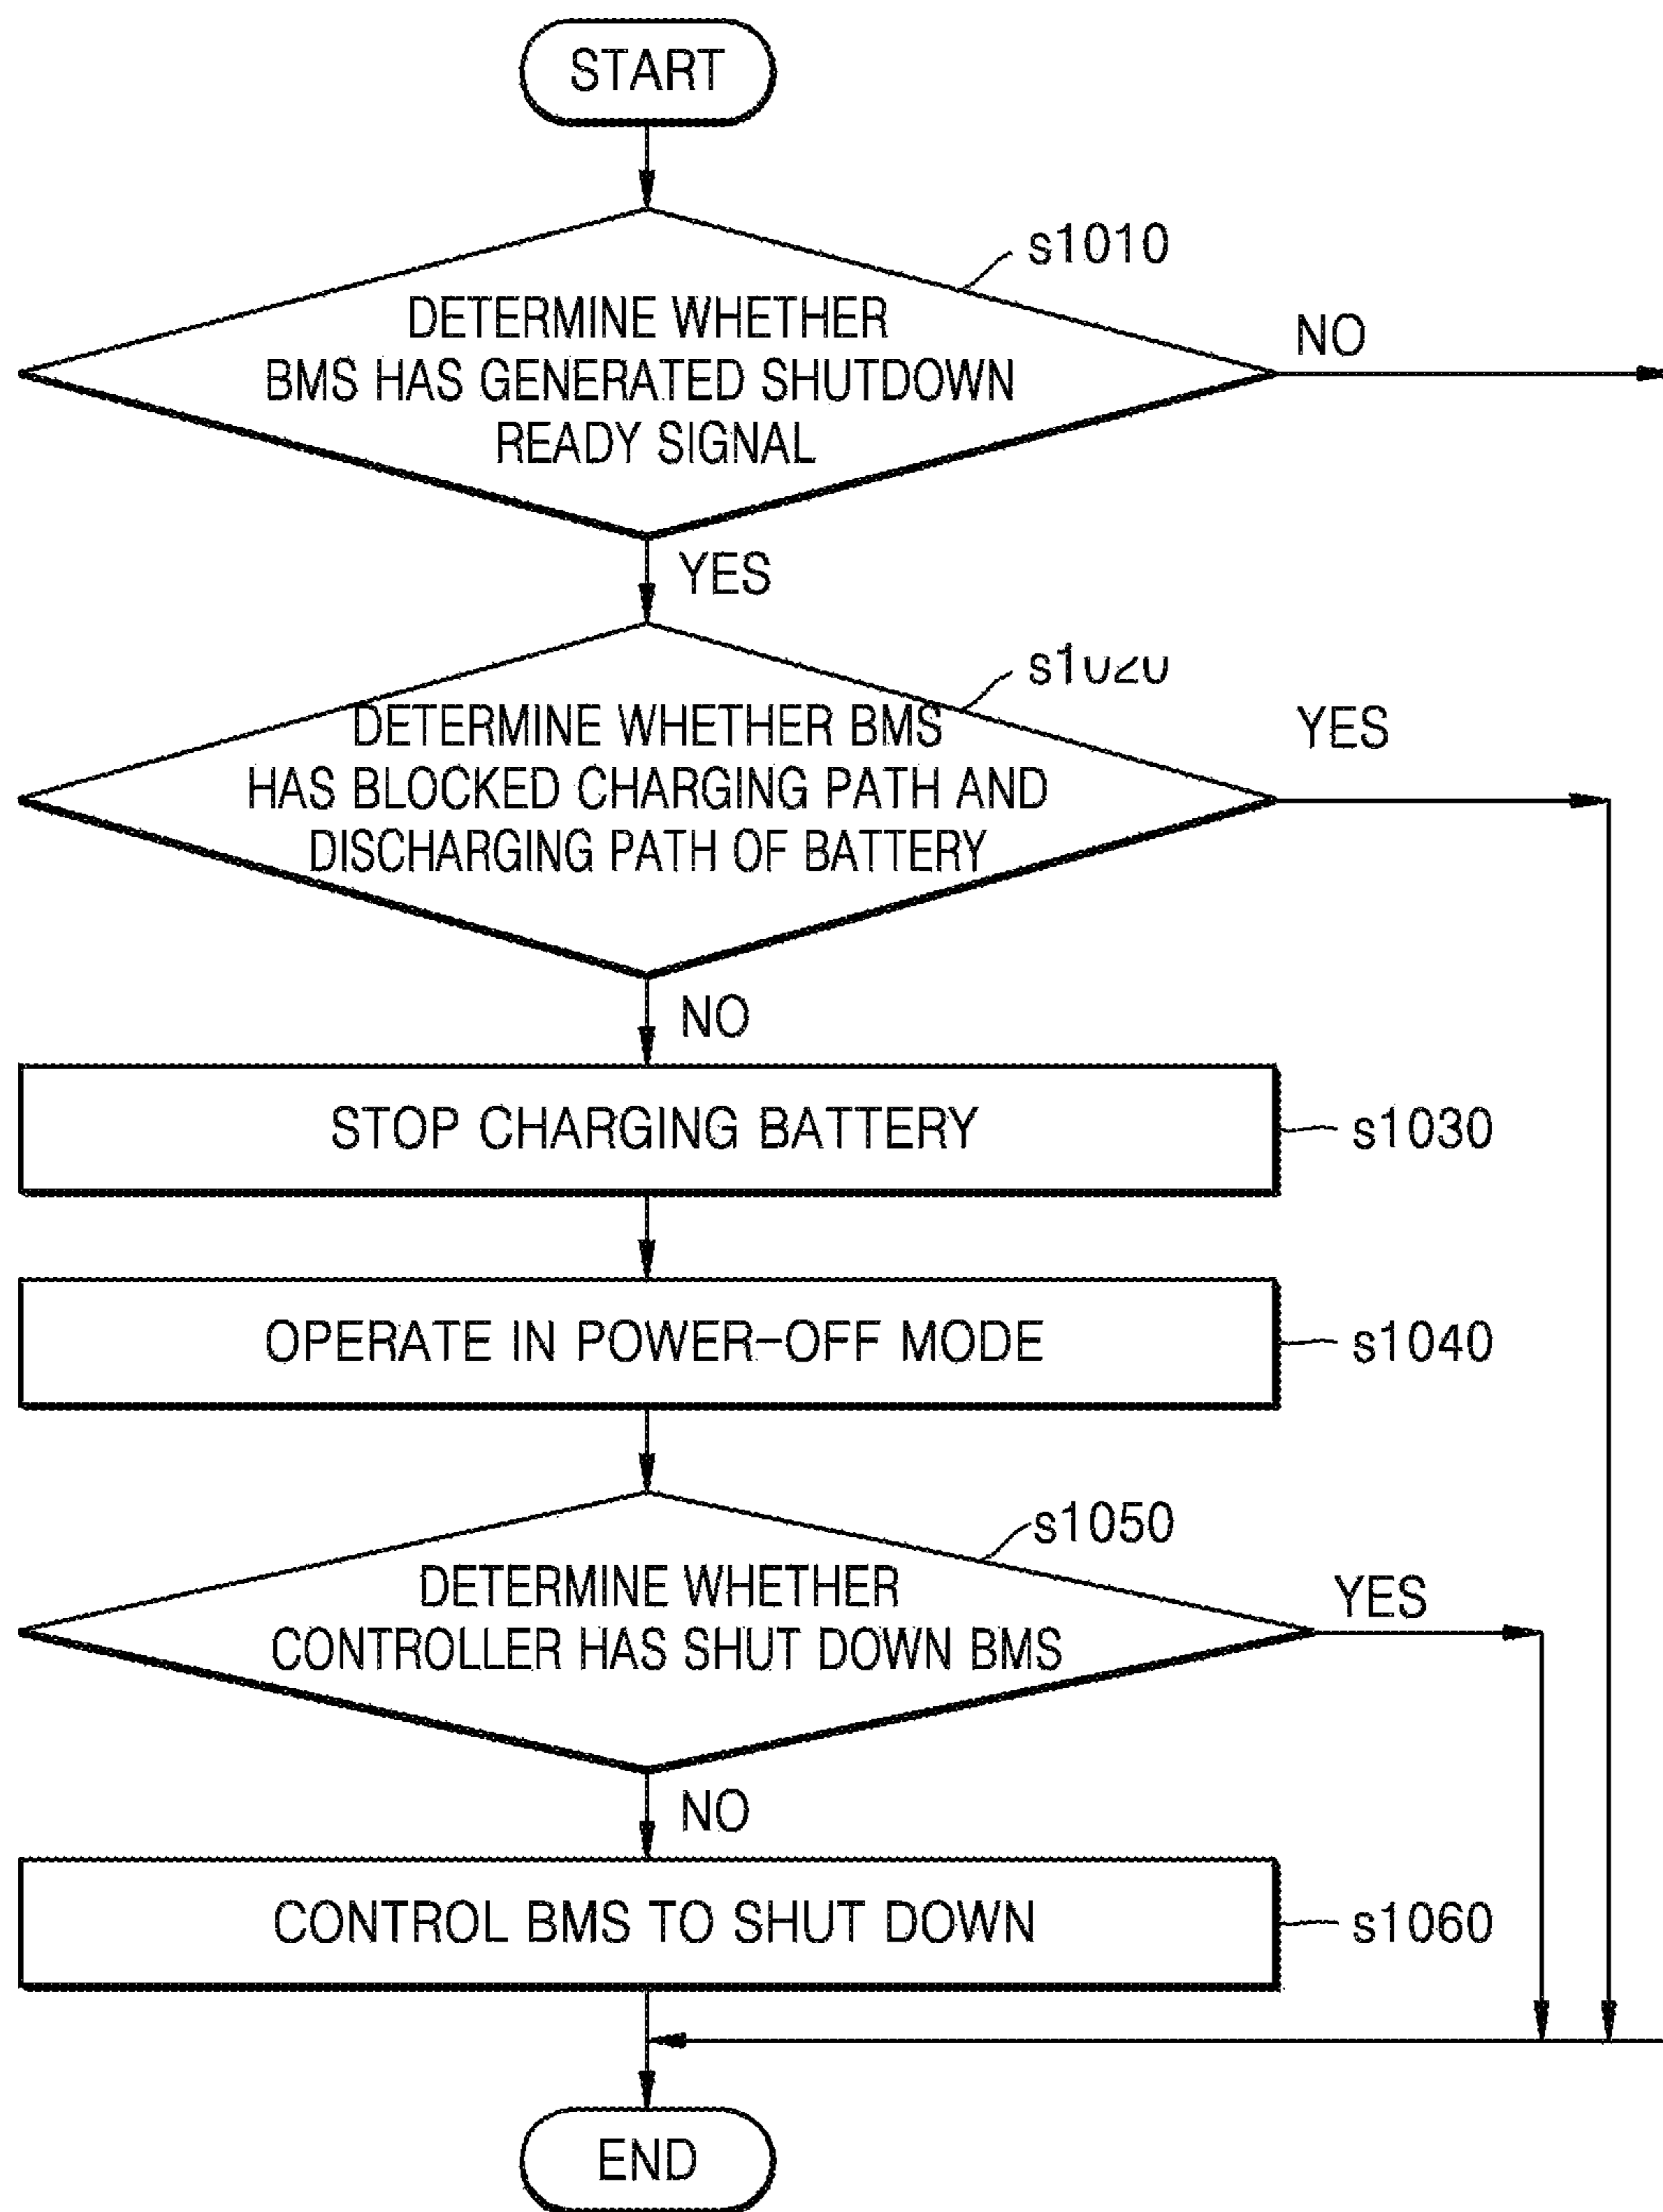 START
s1010
DETERMINE WHETHER
BMS HAS GENERATED SHUTDOWN
READY SIGNAL
NO
YES
s1020
DETERMINE WHETHER BMS
HAS BLOCKED CHARGING PATH AND
DISCHARGING PATH OF BATTERY
YES
NO
STOP CHARGING BATTERY
s1030
OPERATE IN POWER-OFF MODE
s1040
s1050
DETERMINE WHETHER
CONTROLLER HAS SHUT DOWN BMS
YES
NO
CONTROL BMS TO SHUT DOWN
s1060
END